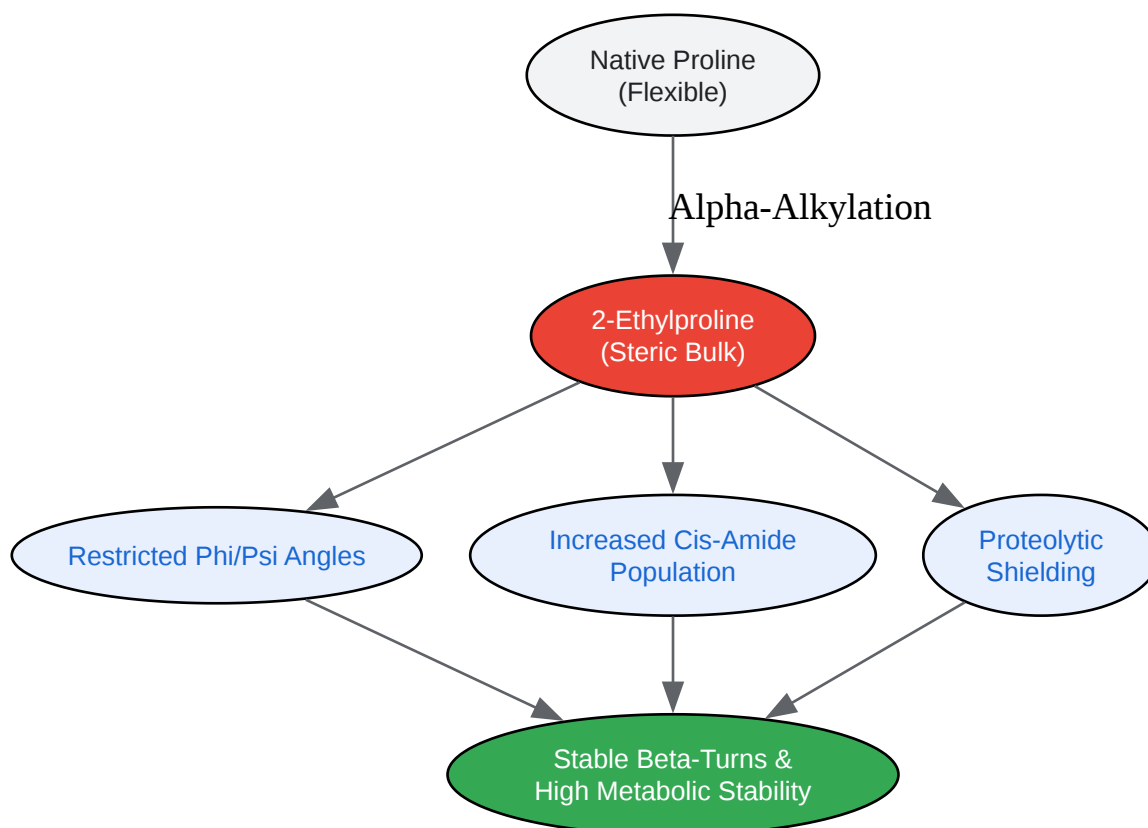 Native Proline
(Flexible)
Alpha-Alkylation
2-Ethylproline
(Steric Bulk)
Restricted Phi/Psi Angles
Increased Cis-Amide
Population
Proteolytic
Shielding
Stable Beta-Turns &
High Metabolic Stability